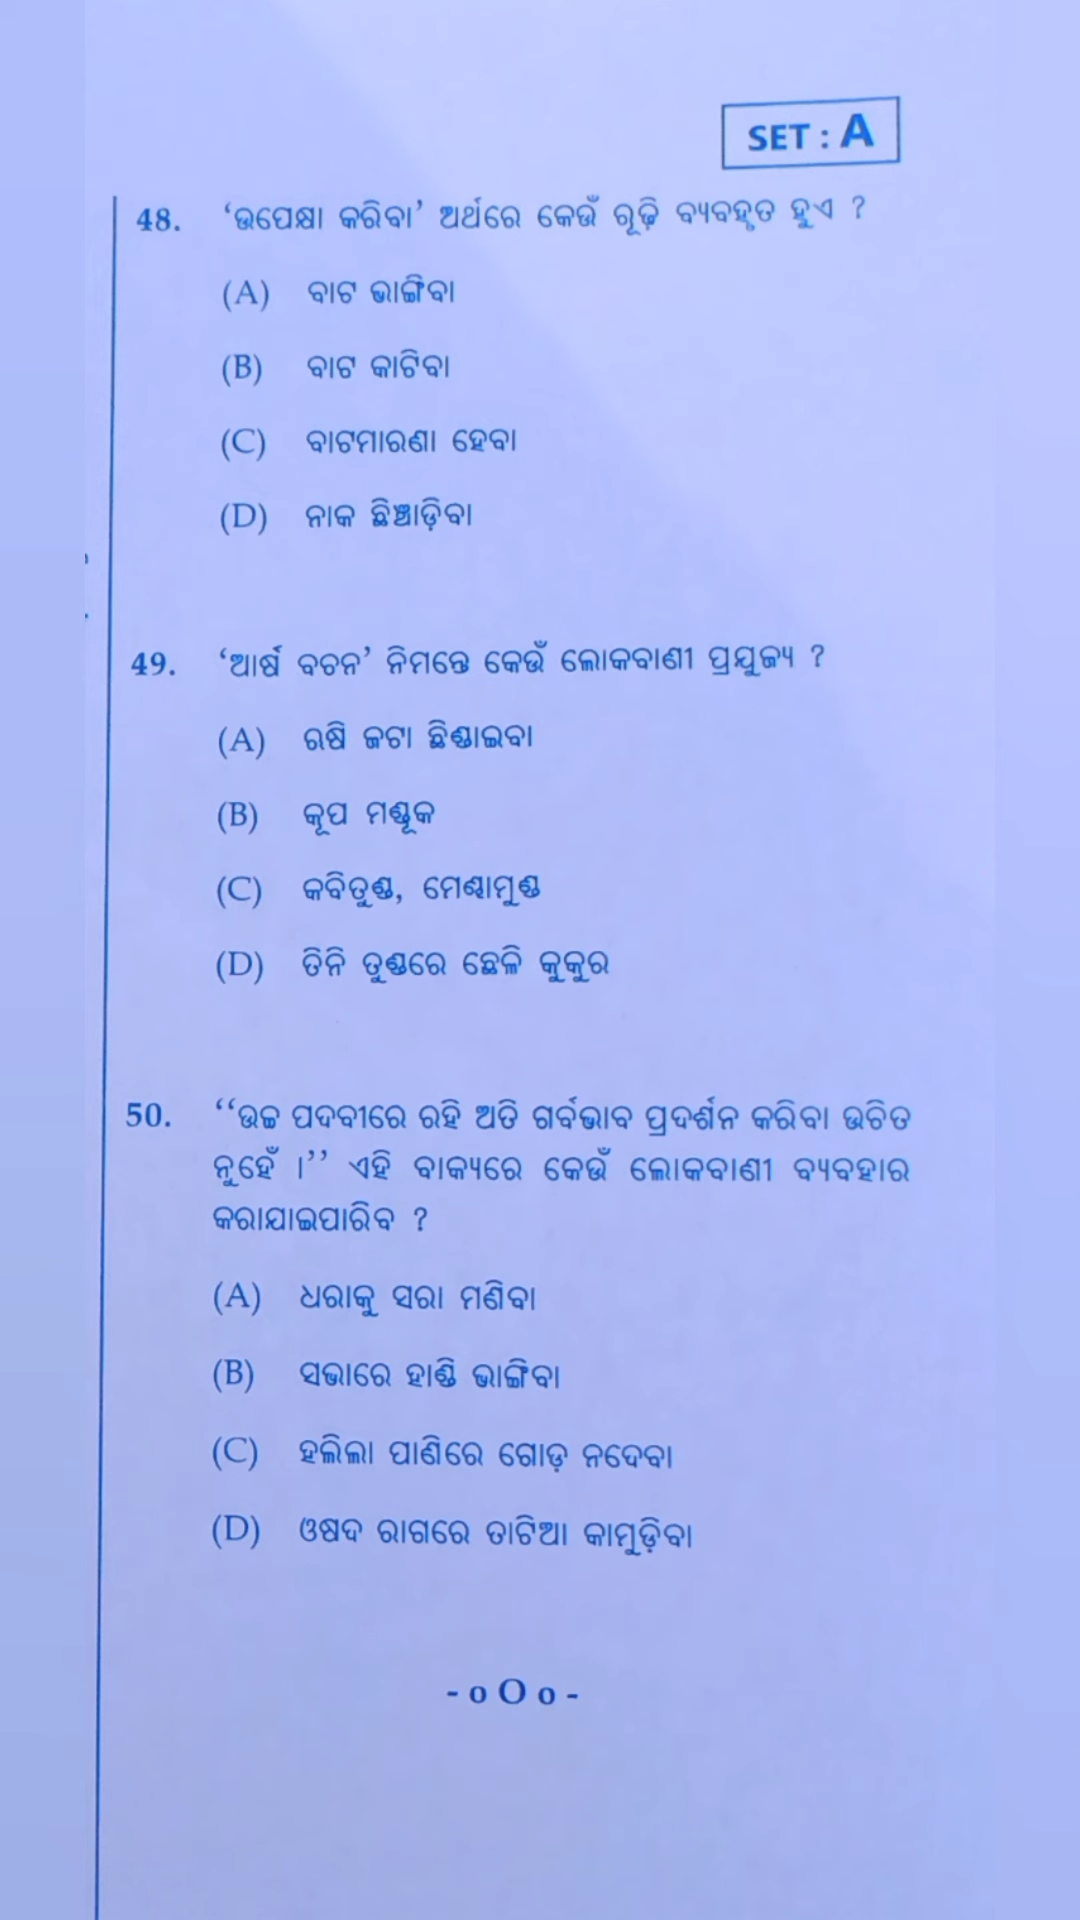 SET : A
48. ‘ଉପେକ୍ଷା କରିବା’ ଅର୍ଥରେ କେଉଁ ରୂଢ଼ି ବ୍ୟବହୃତ ହୁଏ ?
(A) ବାଟ ଭାଙ୍ଗିବା
(B) ବାଟ କାଟିବା
(C) ବାଟମାରଣା ହେବା
(D) ନାକ ଛିଞ୍ଚାଡ଼ିବା
49. ‘ଆର୍ଷ ବଚନ’ ନିମନ୍ତେ କେଉଁ ଲୋକବାଣୀ ପ୍ରଯୁଜ୍ୟ ?
(A) ଋଷି ଜଟା ଛିଣ୍ଡାଇବା
(B) କୂପ ମଣ୍ଡୂକ
(C) କବିତୁଣ୍ଡ, ମେଣ୍ଢାମୁଣ୍ଡ
(D) ତିନି ତୁଣ୍ଡରେ ଛେଳି କୁକୁର
50. ‘‘ଉଚ୍ଚ ପଦବୀରେ ରହି ଅତି ଗର୍ବଭାବ ପ୍ରଦର୍ଶନ କରିବା ଉଚିତ
ନୁହେଁ ।’’ ଏହି ବାକ୍ୟରେ କେଉଁ ଲୋକବାଣୀ ବ୍ୟବହାର
କରାଯାଇପାରିବ ?
(A) ଧରାକୁ ସରା ମଣିବା
(B) ସଭାରେ ହାଣ୍ଡି ଭାଙ୍ଗିବା
(C) ହଲିଲା ପାଣିରେ ଗୋଡ଼ ନଦେବା
(D) ଓଷଦ ରାଗରେ ତାଟିଆ କାମୁଡ଼ିବା
- o O o -